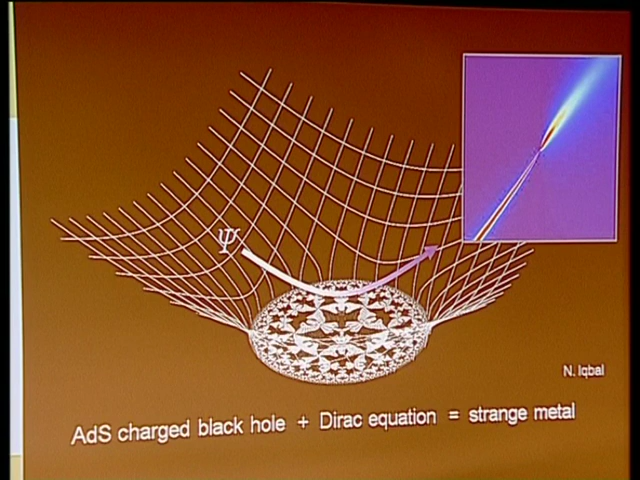 Ψ
N. Iqbal
AdS charged black hole + Dirac equation = strange metal